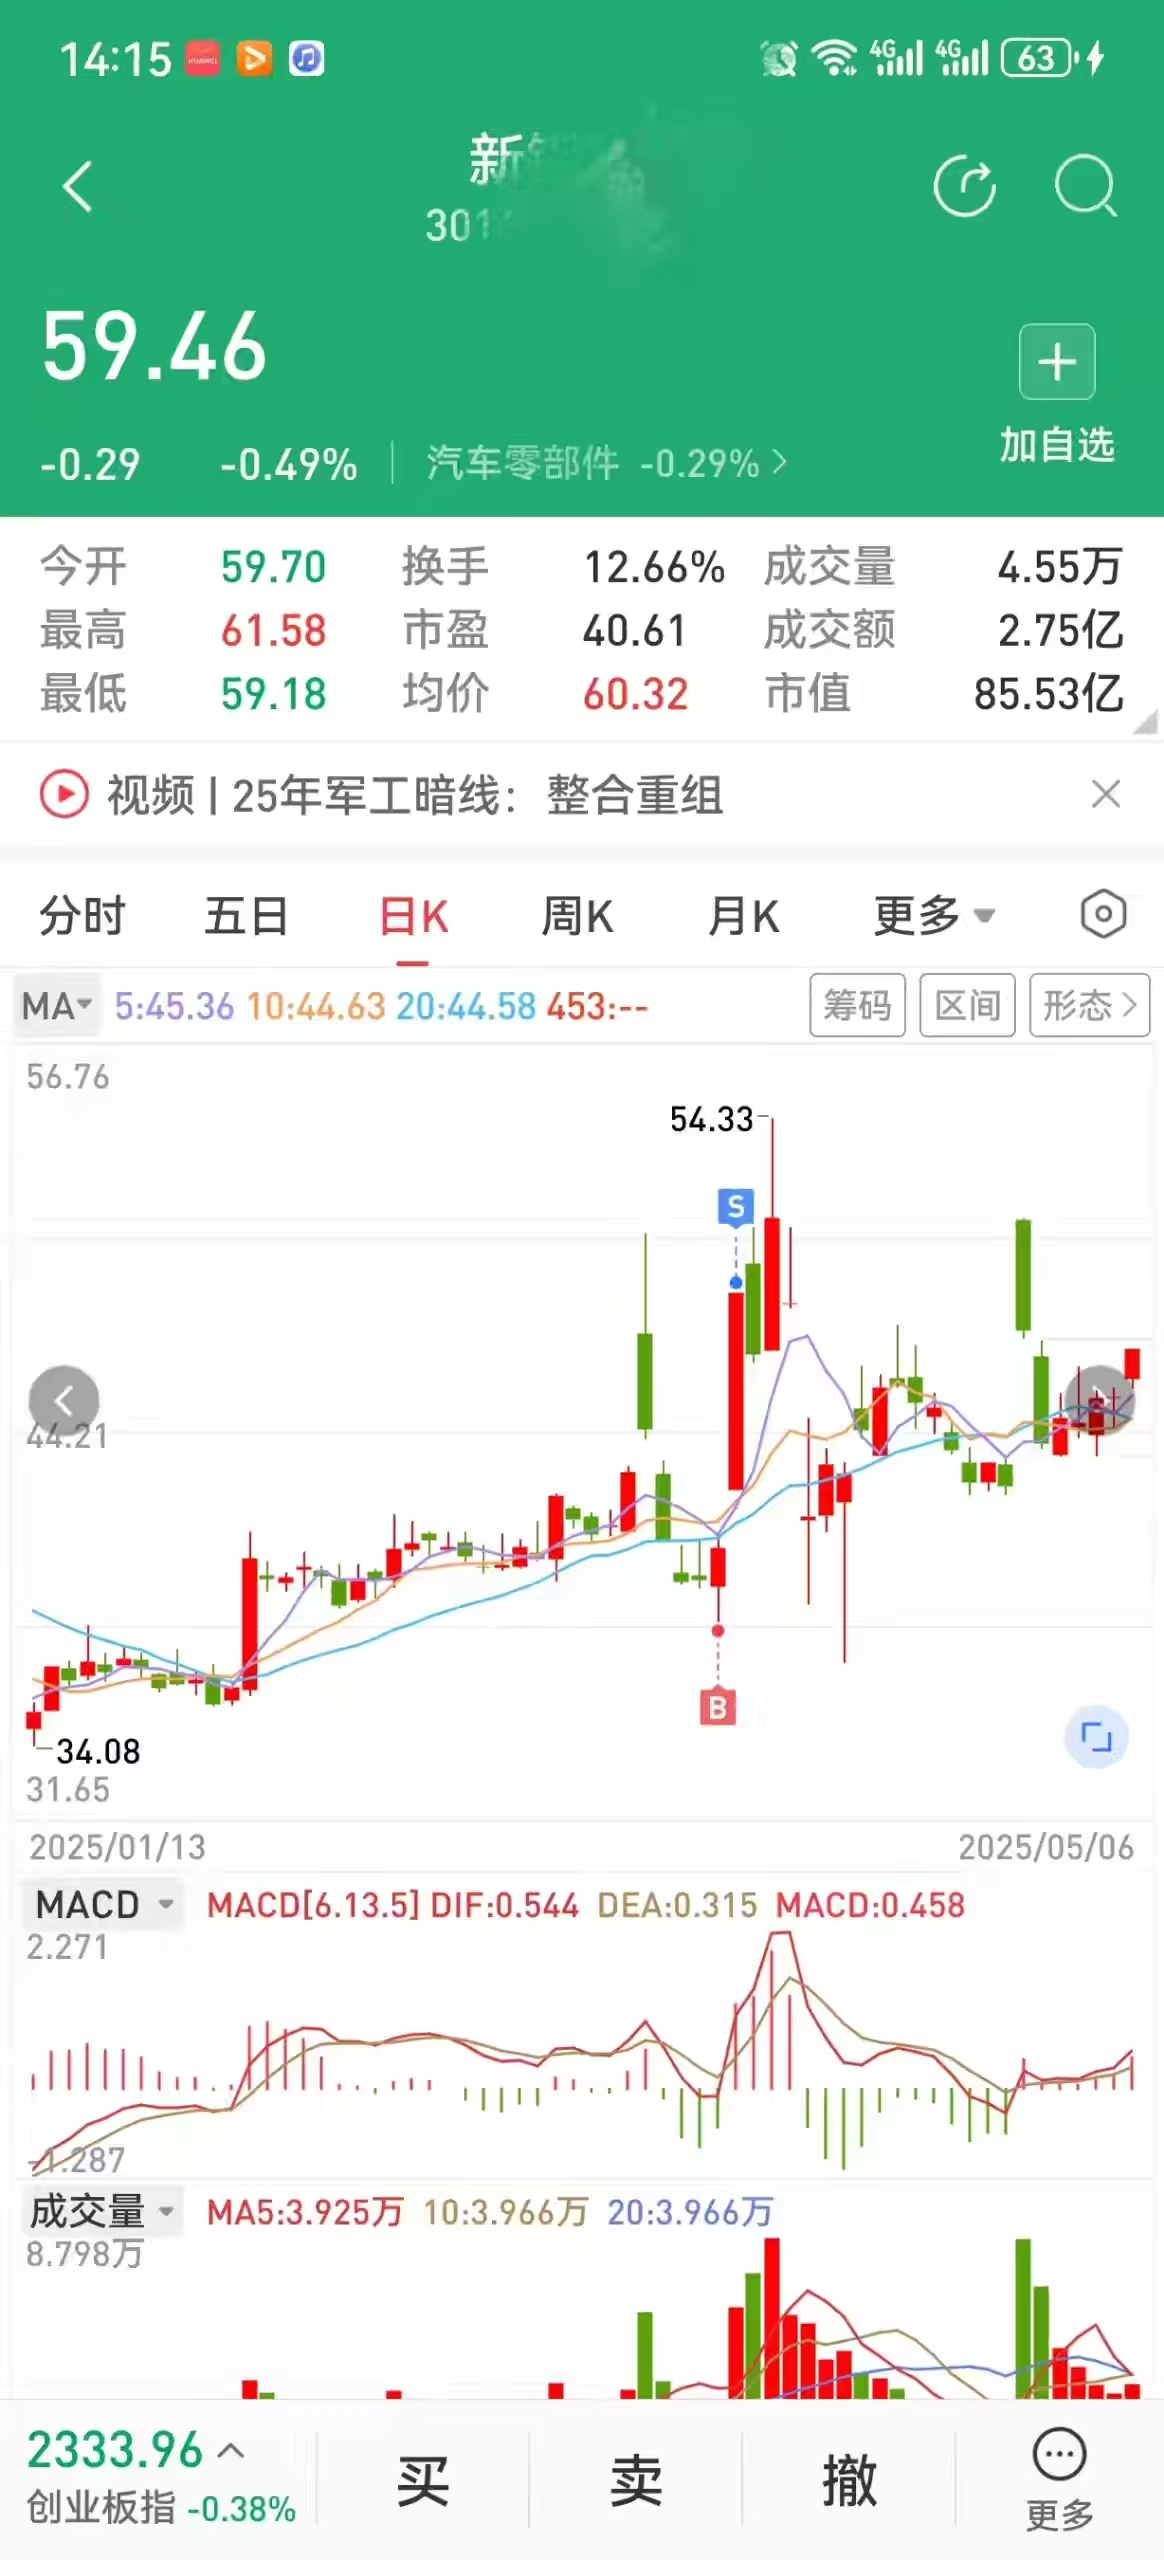 14:15 HUAWEI 4G 4G 63
新
301
59.46
加自选
-0.29 -0.49% 汽车零部件 -0.29%
今开 59.70 换手 12.66% 成交量 4.55万
最高 61.58 市盈 40.61 成交额 2.75亿
最低 59.18 均价 60.32 市值 85.53亿
视频 | 25年军工暗线：整合重组
分时 五日 日K 周K 月K 更多
MA 5:45.36 10:44.63 20:44.58 453:-- 筹码 区间 形态
56.76
54.33
S
44.21
B
34.08
31.65
2025/01/13 2025/05/06
MACD MACD[6.13.5] DIF:0.544 DEA:0.315 MACD:0.458
2.271
-1.287
成交量 MA5:3.925万 10:3.966万 20:3.966万
8.798万
2333.96 买 卖 撤
创业板指 -0.38% 更多